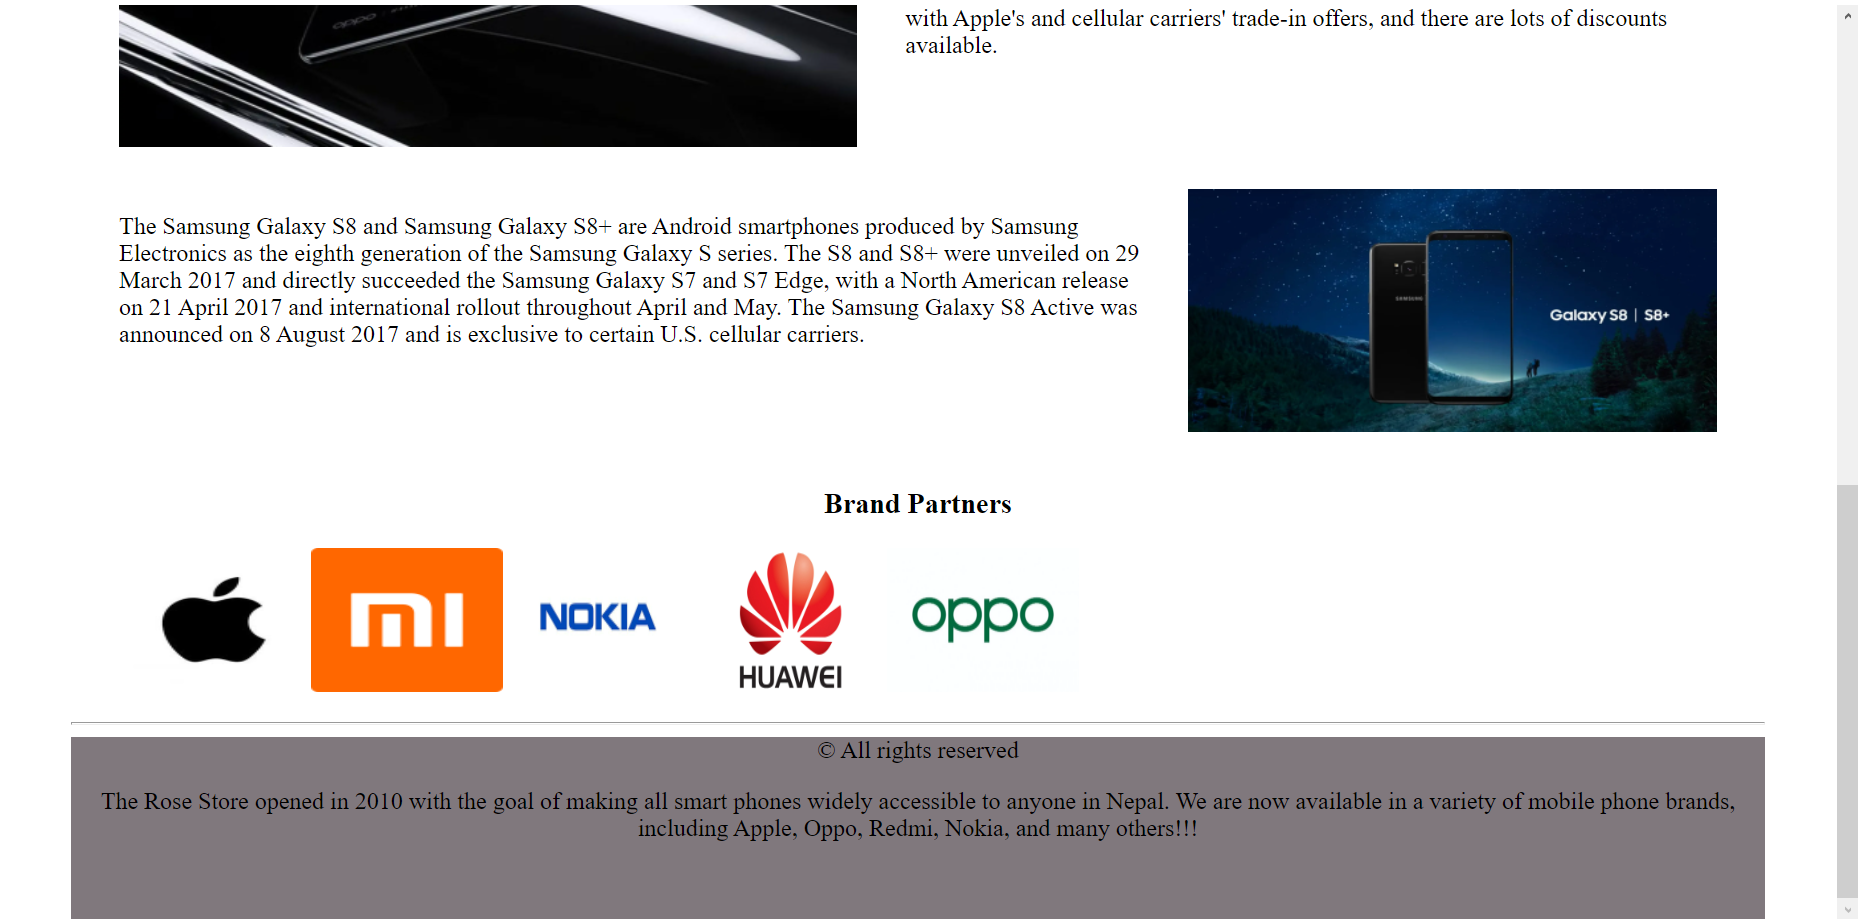 oppo
with Apple's and cellular carriers' trade-in offers, and there are lots of discounts
available.
The Samsung Galaxy S8 and Samsung Galaxy S8+ are Android smartphones produced by Samsung
Electronics as the eighth generation of the Samsung Galaxy S series. The S8 and S8+ were unveiled on 29
March 2017 and directly succeeded the Samsung Galaxy S7 and S7 Edge, with a North American release
on 21 April 2017 and international rollout throughout April and May. The Samsung Galaxy S8 Active was
announced on 8 August 2017 and is exclusive to certain U.S. cellular carriers.
SAMSUNG
Galaxy S8 | S8+
Brand Partners
mi
NOKIA
HUAWEI
oppo
© All rights reserved
The Rose Store opened in 2010 with the goal of making all smart phones widely accessible to anyone in Nepal. We are now available in a variety of mobile phone brands,
including Apple, Oppo, Redmi, Nokia, and many others!!!